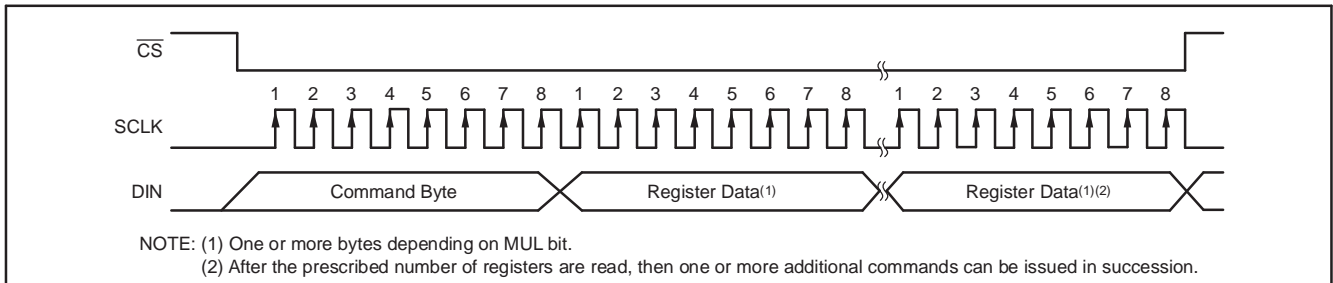 CS
1 2 3 4 5 6 7 8 1 2 3 4 5 6 7 8 1 2 3 4 5 6 7 8
SCLK
DIN Command Byte Register Data(1) Register Data(1)(2)
NOTE: (1) One or more bytes depending on MUL bit.
(2) After the prescribed number of registers are read, then one or more additional commands can be issued in succession.